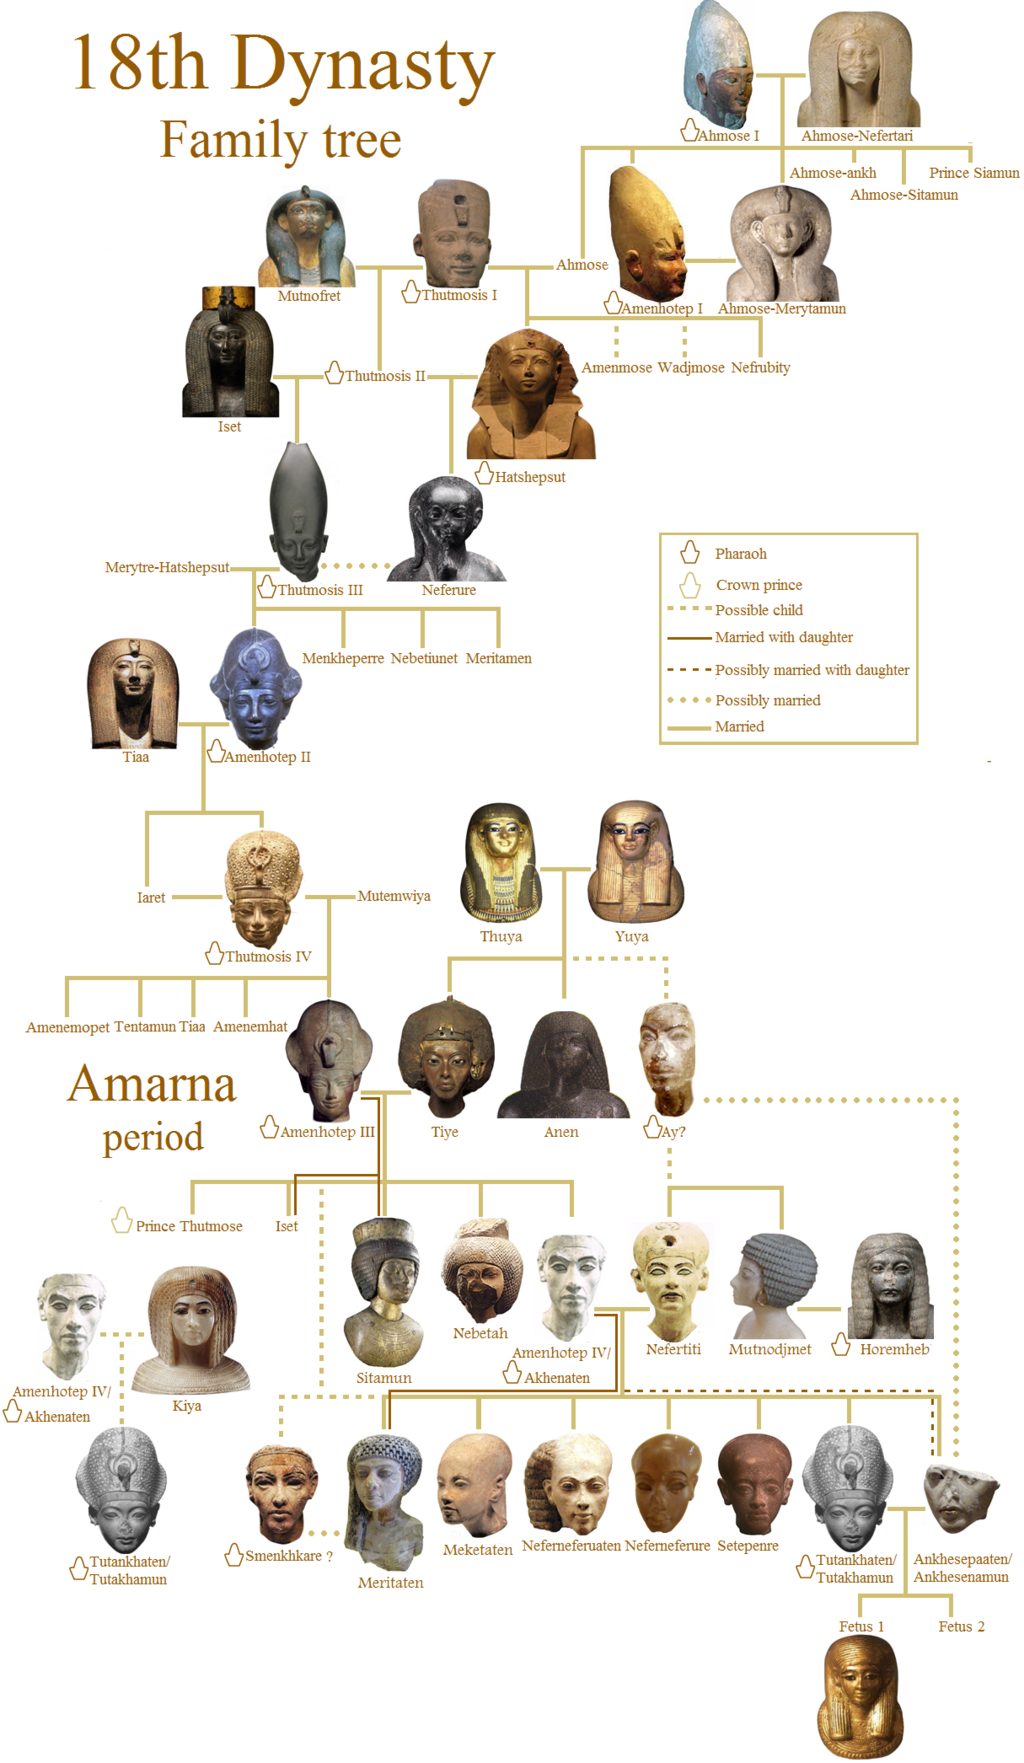 18th Dynasty
Family tree
Ahmose I
Ahmose-Nefertari
Ahmose-ankh
Prince Siamun
Ahmose-Sitamun
Mutnofret
Thutmosis I
Ahmose
Amenhotep I
Ahmose-Merytamun
Amenmose
Wadjmose
Nefrubity
Iset
Thutmosis II
Hatshepsut
Merytre-Hatshepsut
Thutmosis III
Neferure
Pharaoh
Crown prince
Possible child
Married with daughter
Possibly married with daughter
Possibly married
Married
Menkheperre
Nebetiunet
Meritamen
Tiaa
Amenhotep II
Iaret
Mutemwiya
Thutmosis IV
Thuya
Yuya
Amenemopet
Tentamun
Tiaa
Amenemhat
Amarna
period
Amenhotep III
Tiye
Anen
Ay?
Prince Thutmose
Iset
Sitamun
Nebetah
Amenhotep IV/
Akhenaten
Nefertiti
Mutnodjmet
Horemheb
Amenhotep IV/
Akhenaten
Kiya
Tutankhaten/
Tutakhamun
Smenkhkare ?
Meritaten
Meketaten
Neferneferuaten
Neferneferure
Setepenre
Tutankhaten/
Tutakhamun
Ankhesepaaten/
Ankhesenamun
Fetus 1
Fetus 2